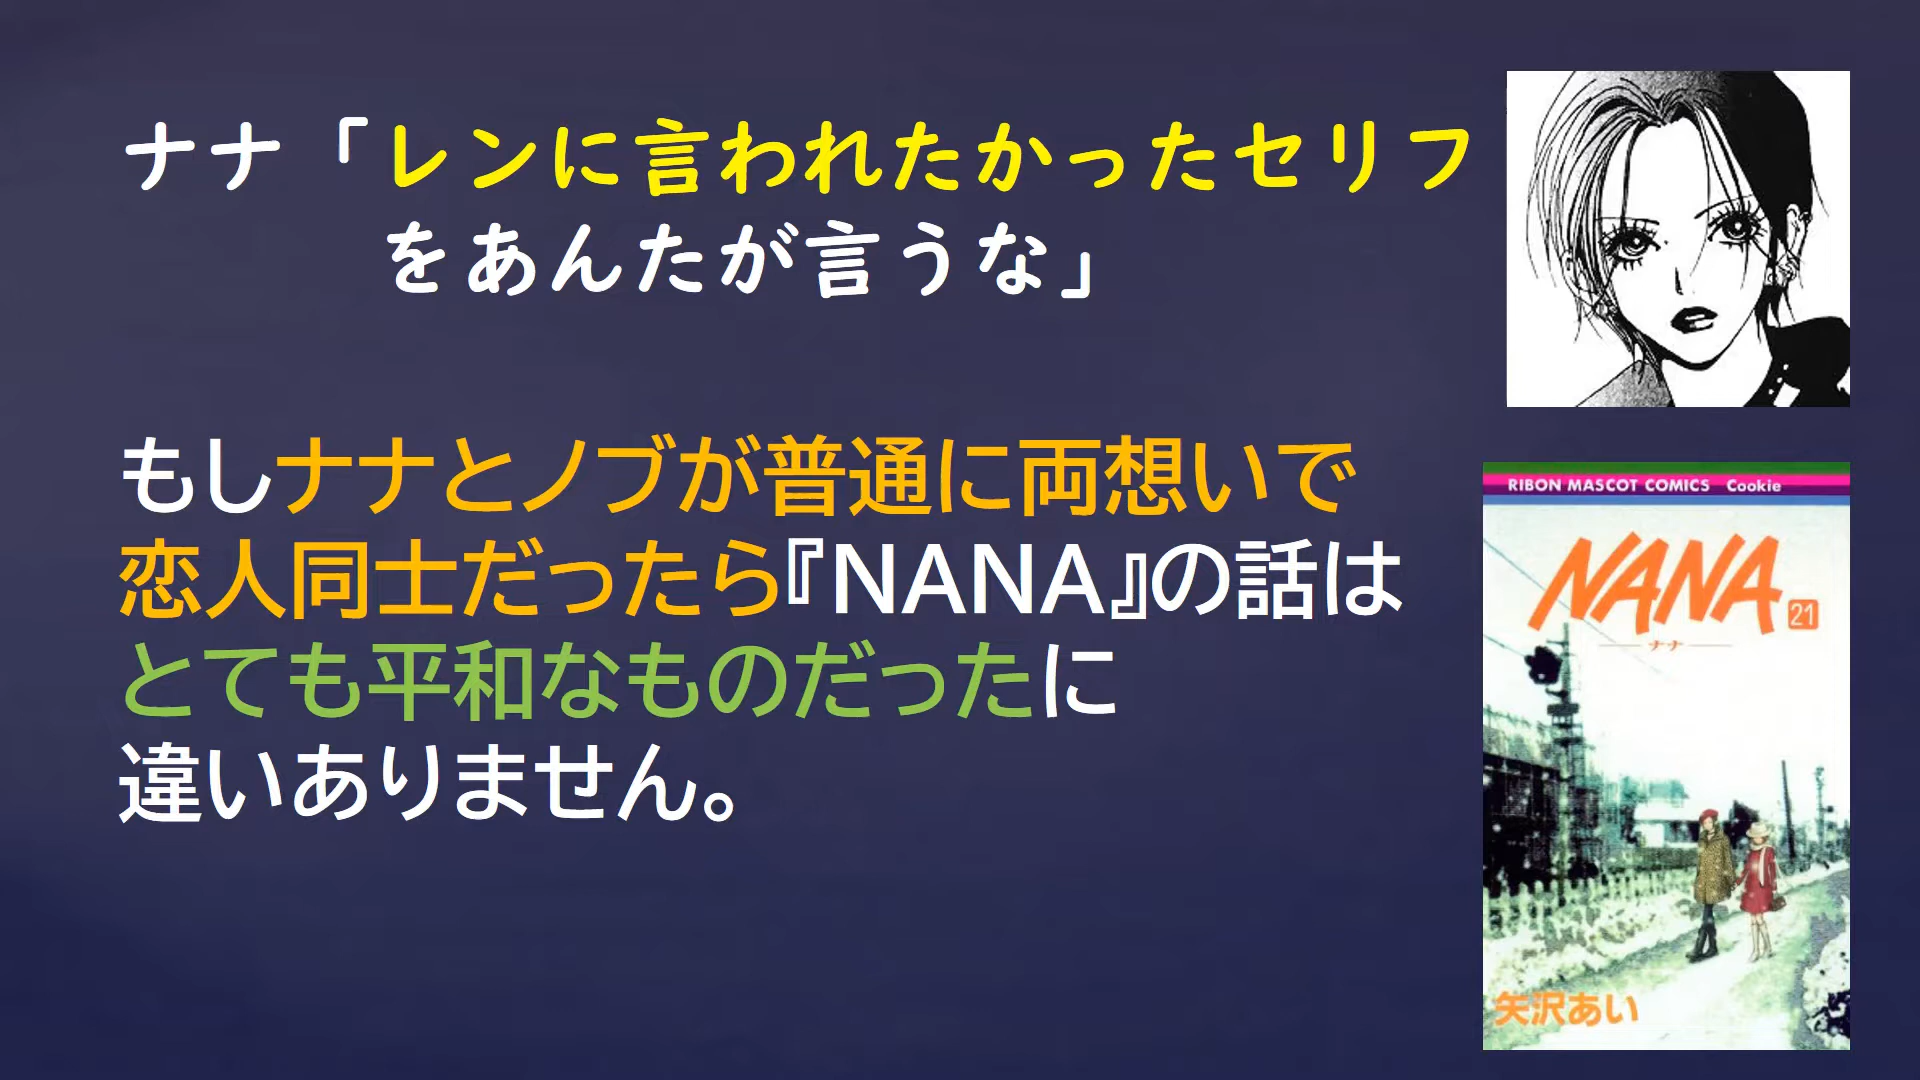 ナナ「レンに言われたかったセリフ
をあんたが言うな」
もしナナとノブが普通に両想いで
恋人同士だったら『NANA』の話は
とても平和なものだったに
違いありません。
RIBON MASCOT COMICS Cookie
NANA 21
ナナ
矢沢あい